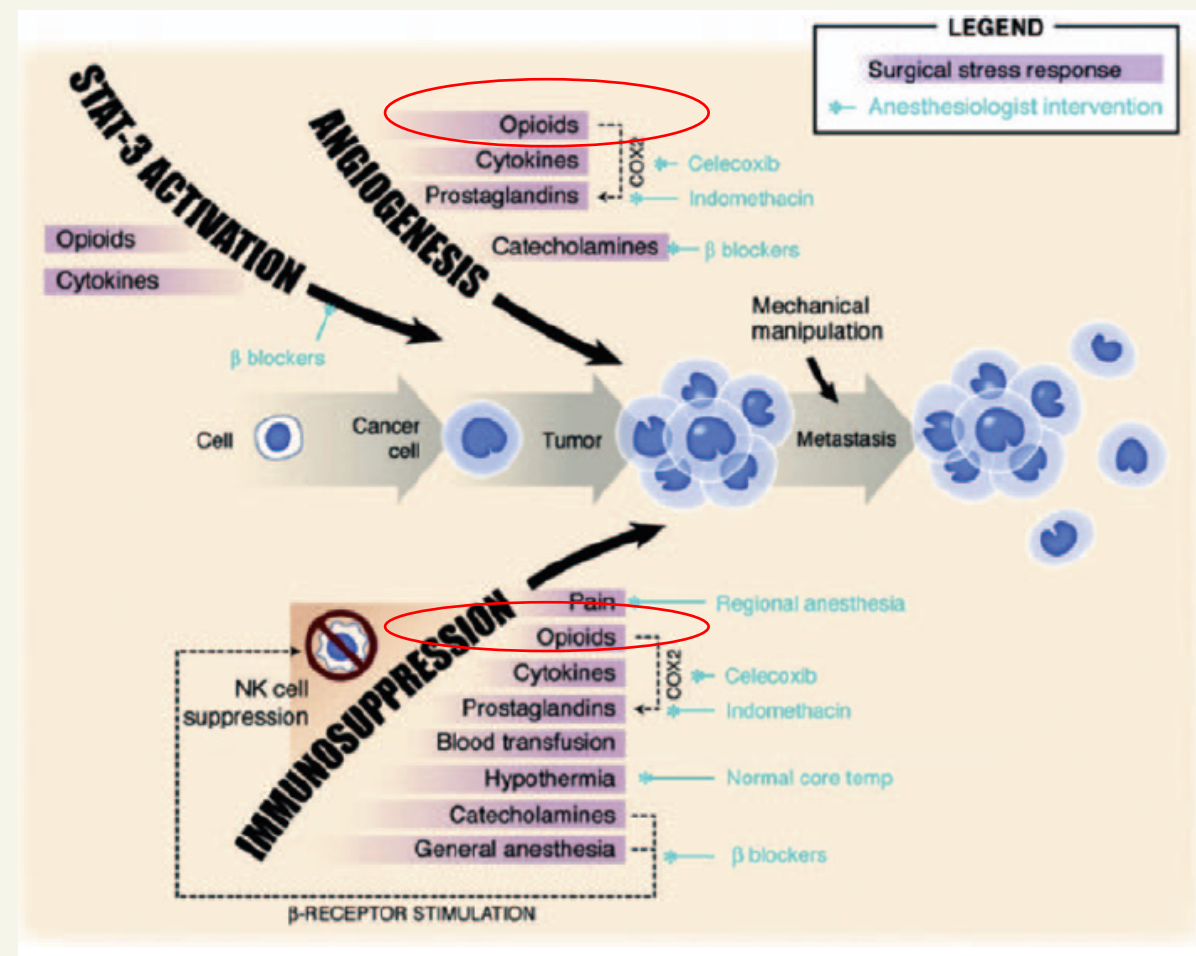 LEGEND
Surgical stress response
Anesthesiologist intervention
STAT-3 ACTIVATION
Opioids
Cytokines
β blockers
ANGIOGENESIS
Opioids
Cytokines
Prostaglandins
COX2
Celecoxib
Indomethacin
Catecholamines
β blockers
Mechanical
manipulation
Cell
Cancer
cell
Tumor
Metastasis
IMMUNOSUPPRESSION
NK cell
suppression
Pain
Regional anesthesia
Opioids
Cytokines
Prostaglandins
COX2
Celecoxib
Indomethacin
Blood transfusion
Hypothermia
Normal core temp
Catecholamines
General anesthesia
β blockers
β-RECEPTOR STIMULATION